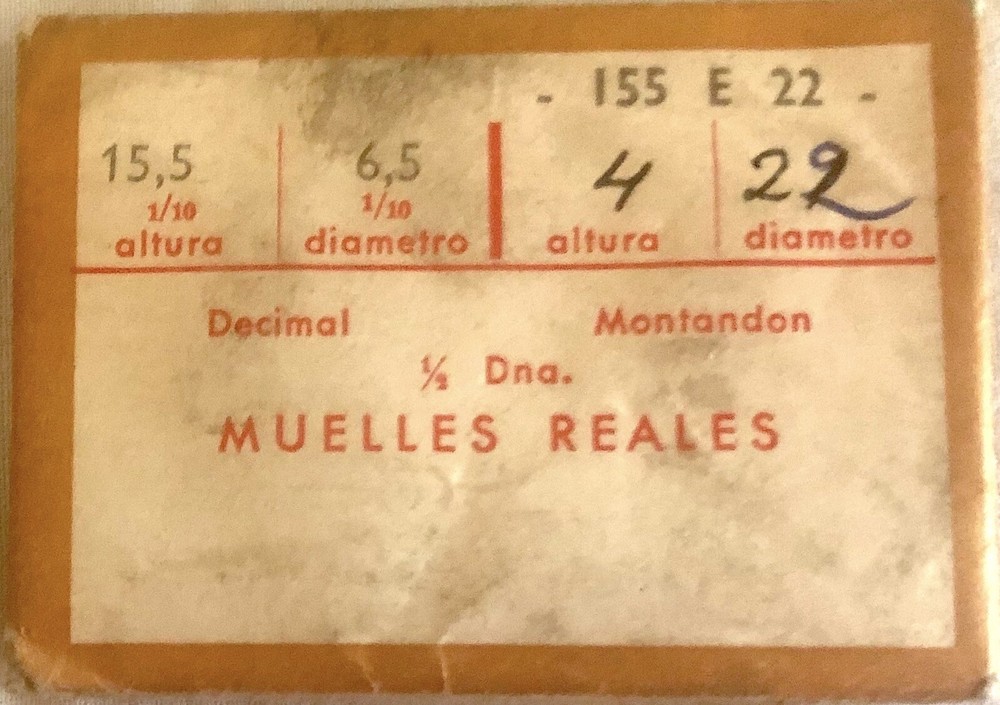 - 155 E 22 -
15,5 6,5 4 22
1/10 1/10
altura diametro altura diametro
Decimal Montandon
½ Dna.
MUELLES REALES